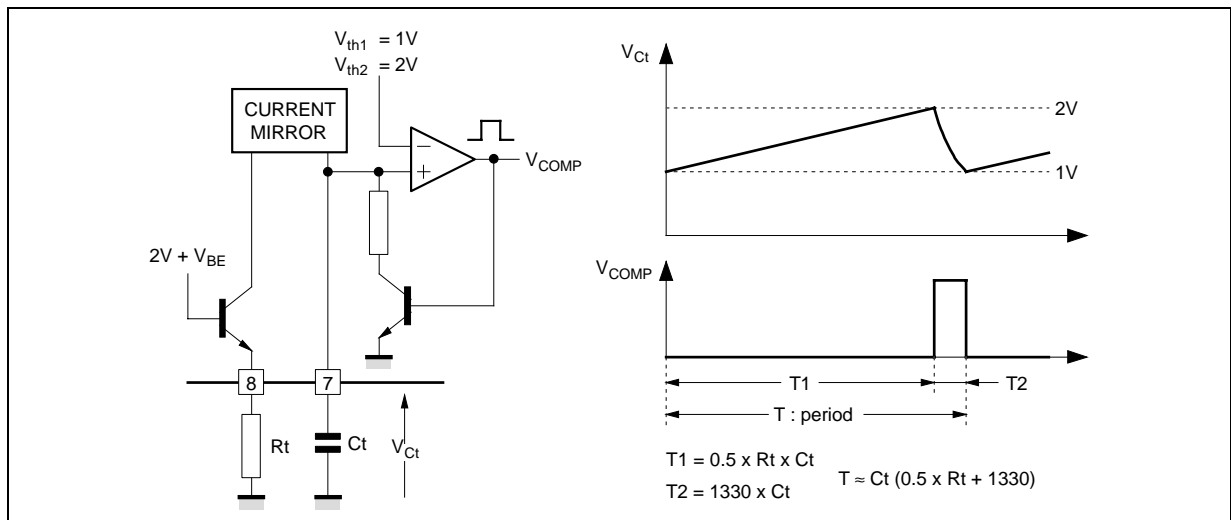 V_th1 = 1V
V_th2 = 2V
CURRENT
MIRROR
−
+
V_COMP
2V + V_BE
8
7
Rt
Ct
V_Ct
V_Ct
2V
1V
V_COMP
T1
T2
T : period
T1 = 0.5 x Rt x Ct
T2 = 1330 x Ct
T ≈ Ct (0.5 x Rt + 1330)